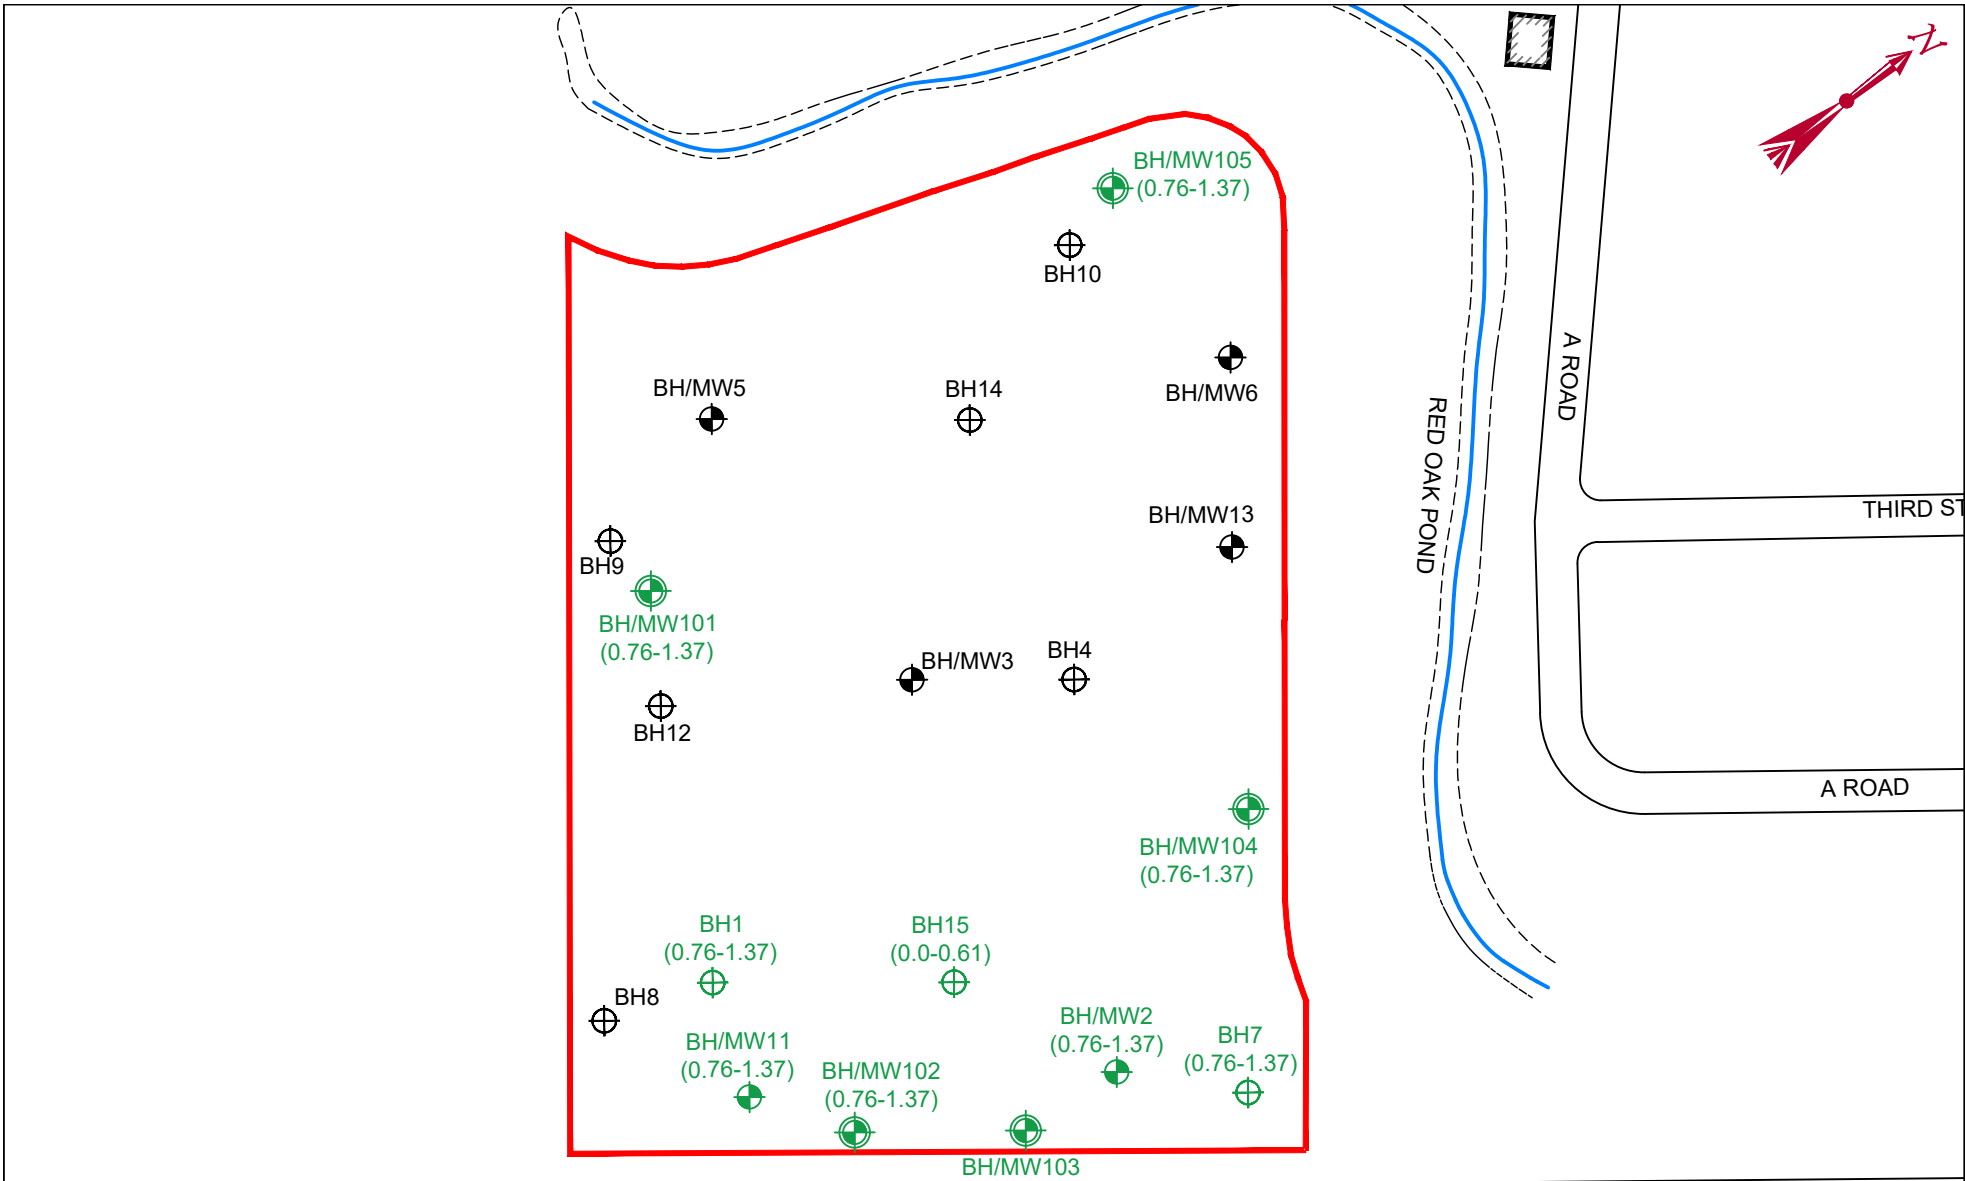 N
BH/MW105
(0.76-1.37)
BH10
BH/MW5
BH14
BH/MW6
A ROAD
RED OAK POND
THIRD ST
BH/MW13
BH9
BH/MW101
(0.76-1.37)
BH/MW3
BH4
BH12
A ROAD
BH/MW104
(0.76-1.37)
BH1
(0.76-1.37)
BH15
(0.0-0.61)
BH8
BH/MW2
(0.76-1.37)
BH7
(0.76-1.37)
BH/MW11
(0.76-1.37)
BH/MW102
(0.76-1.37)
BH/MW103